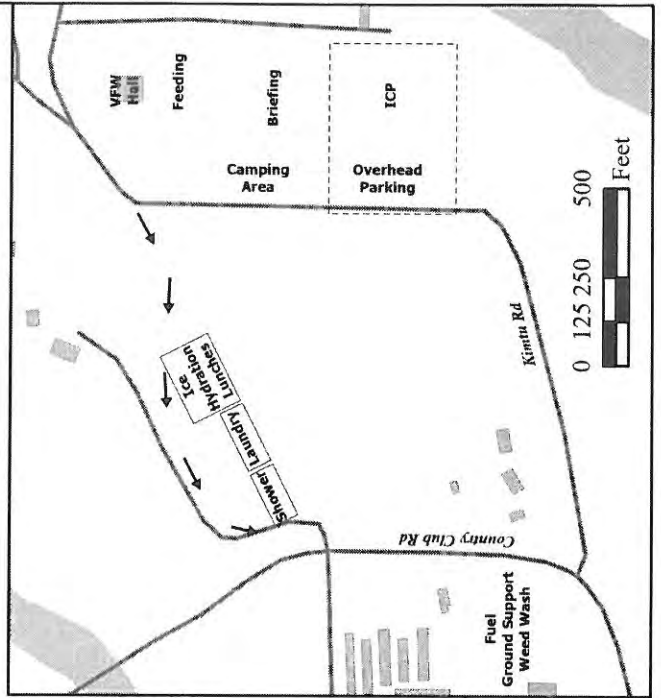 VFW
Hall
Feeding
Briefing
ICP
Camping
Area
Overhead
Parking
Ice
Hydration
Lunches
Laundry
Shower
Kimtu Rd
Country Club Rd
Fuel
Ground Support
Weed Wash
0 125 250 500
Feet